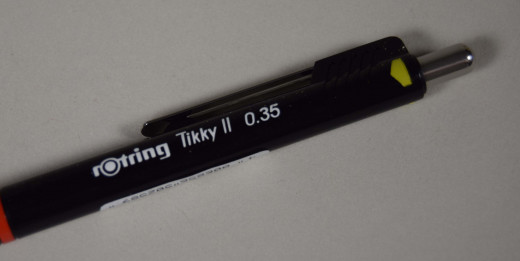 rotring Tikky II 0.35